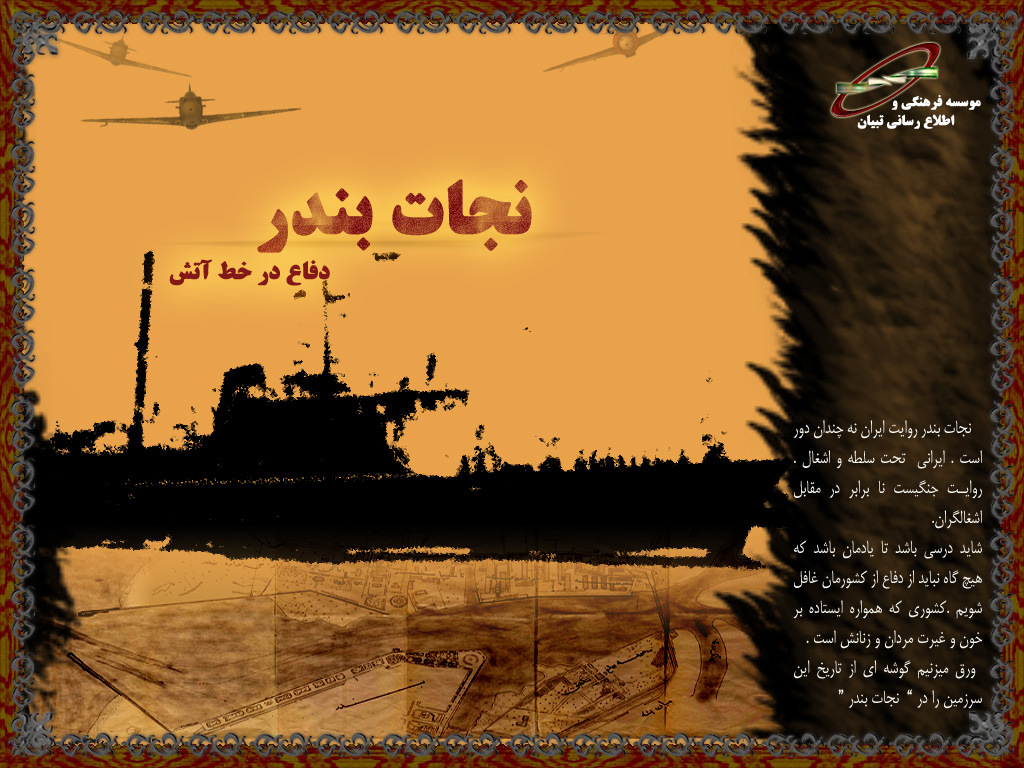 موسسه فرهنگی و
اطلاع رسانی تبیان
نجات بندر
دفاع در خط آتش
نجات بندر روایت ایران نه چندان دور
است . ایرانی تحت سلطه و اشغال .
روایـت جنگیست نا برابر در مقابل
اشغالگران.
شاید درسی باشد تا یادمان باشد که
هیچ گاه نباید از دفاع از کشورمان غافل
شویم .کشوری که همواره ایستاده بر
خون و غیرت مردان و زنانش است .
ورق میزنیم گوشه ای از تاریخ این
سرزمین را در “ نجات بندر ”